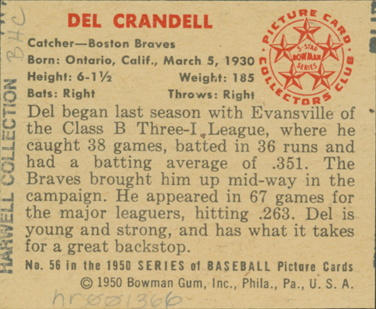 DEL CRANDELL
Catcher—Boston Braves
Born: Ontario, Calif., March 5, 1930
Height: 6-1½ Weight: 185
Bats: Right Throws: Right
PICTURE CARD COLLECTORS CLUB
5-STAR
BOWMAN
SERIES
Del began last season with Evansville of
the Class B Three-I League, where he
caught 38 games, batted in 36 runs and
had a batting average of .351. The
Braves brought him up mid-way in the
campaign. He appeared in 67 games for
the major leaguers, hitting .263. Del is
young and strong, and has what it takes
for a great backstop.
No. 56 in the 1950 SERIES of BASEBALL Picture Cards
© 1950 Bowman Gum, Inc., Phila., Pa., U. S. A.
HARWELL COLLECTION
BHC
hr001366